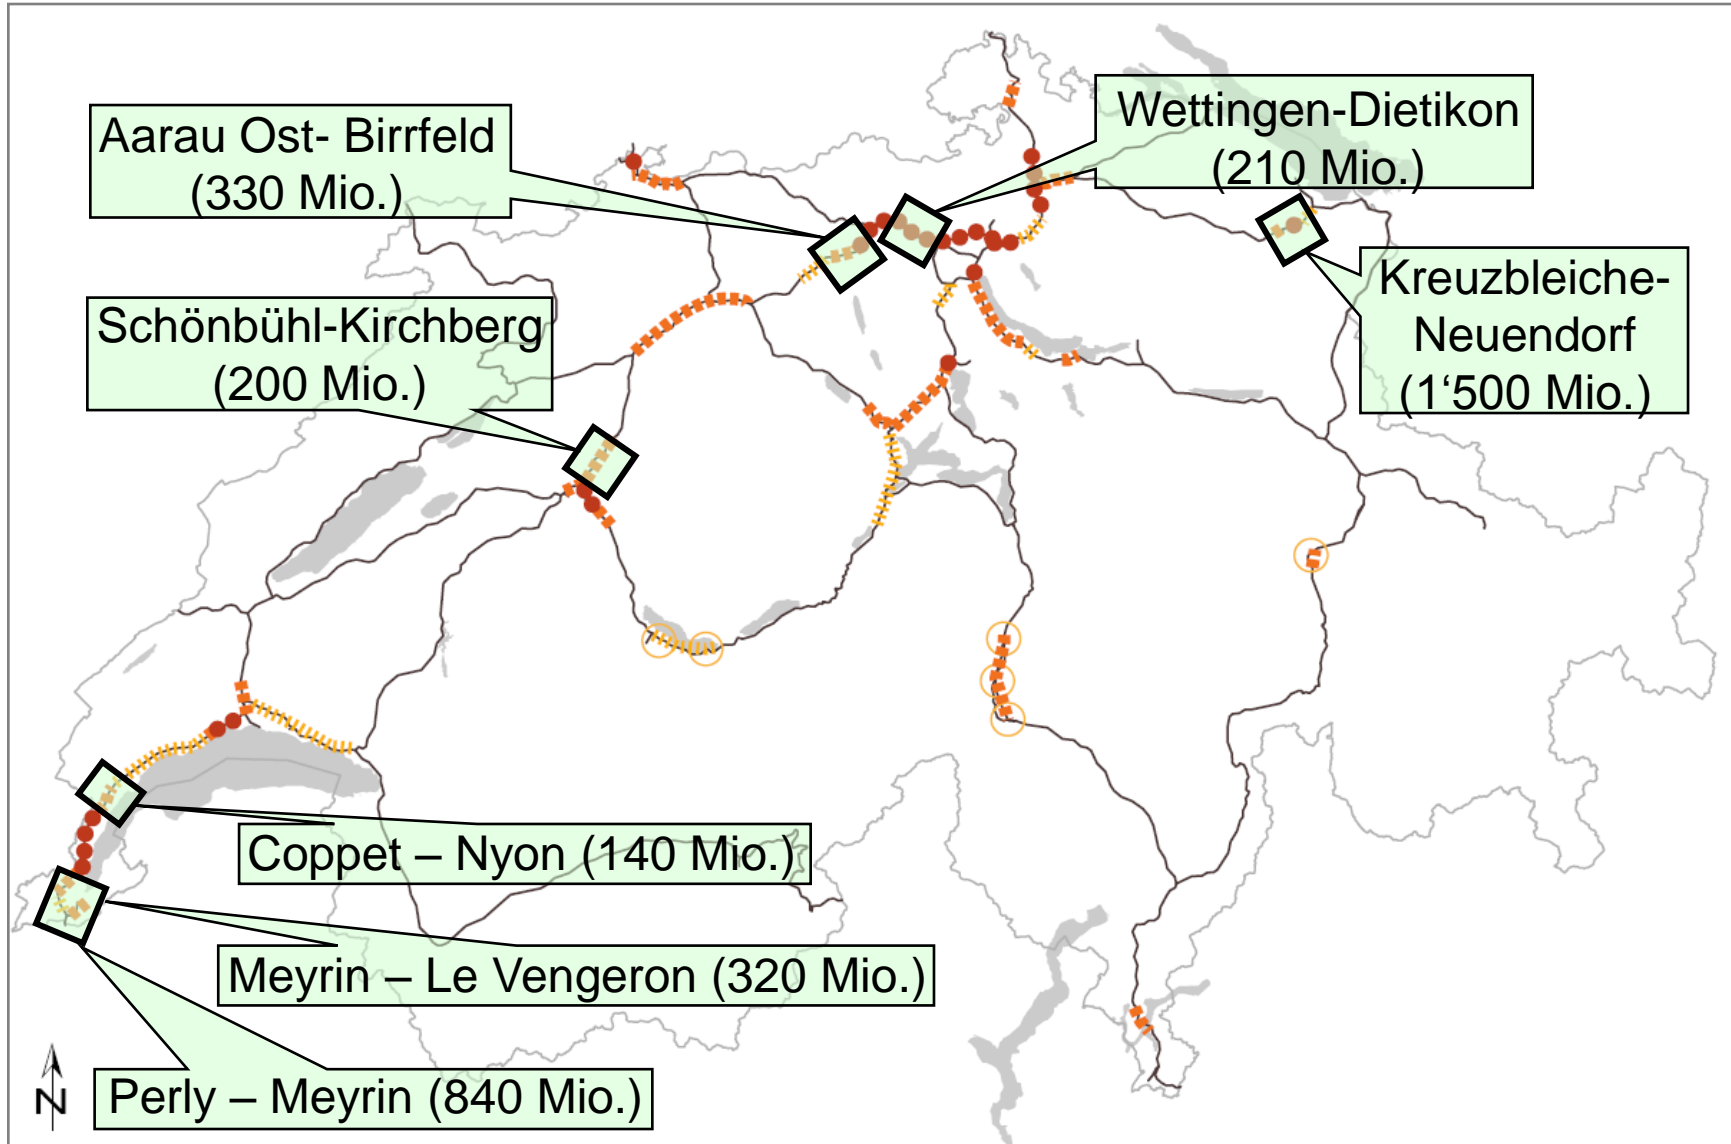 Aarau Ost- Birrfeld
(330 Mio.)
Wettingen-Dietikon
(210 Mio.)
Kreuzbleiche-
Neuendorf
(1‘500 Mio.)
Schönbühl-Kirchberg
(200 Mio.)
Coppet – Nyon (140 Mio.)
Meyrin – Le Vengeron (320 Mio.)
Perly – Meyrin (840 Mio.)
N